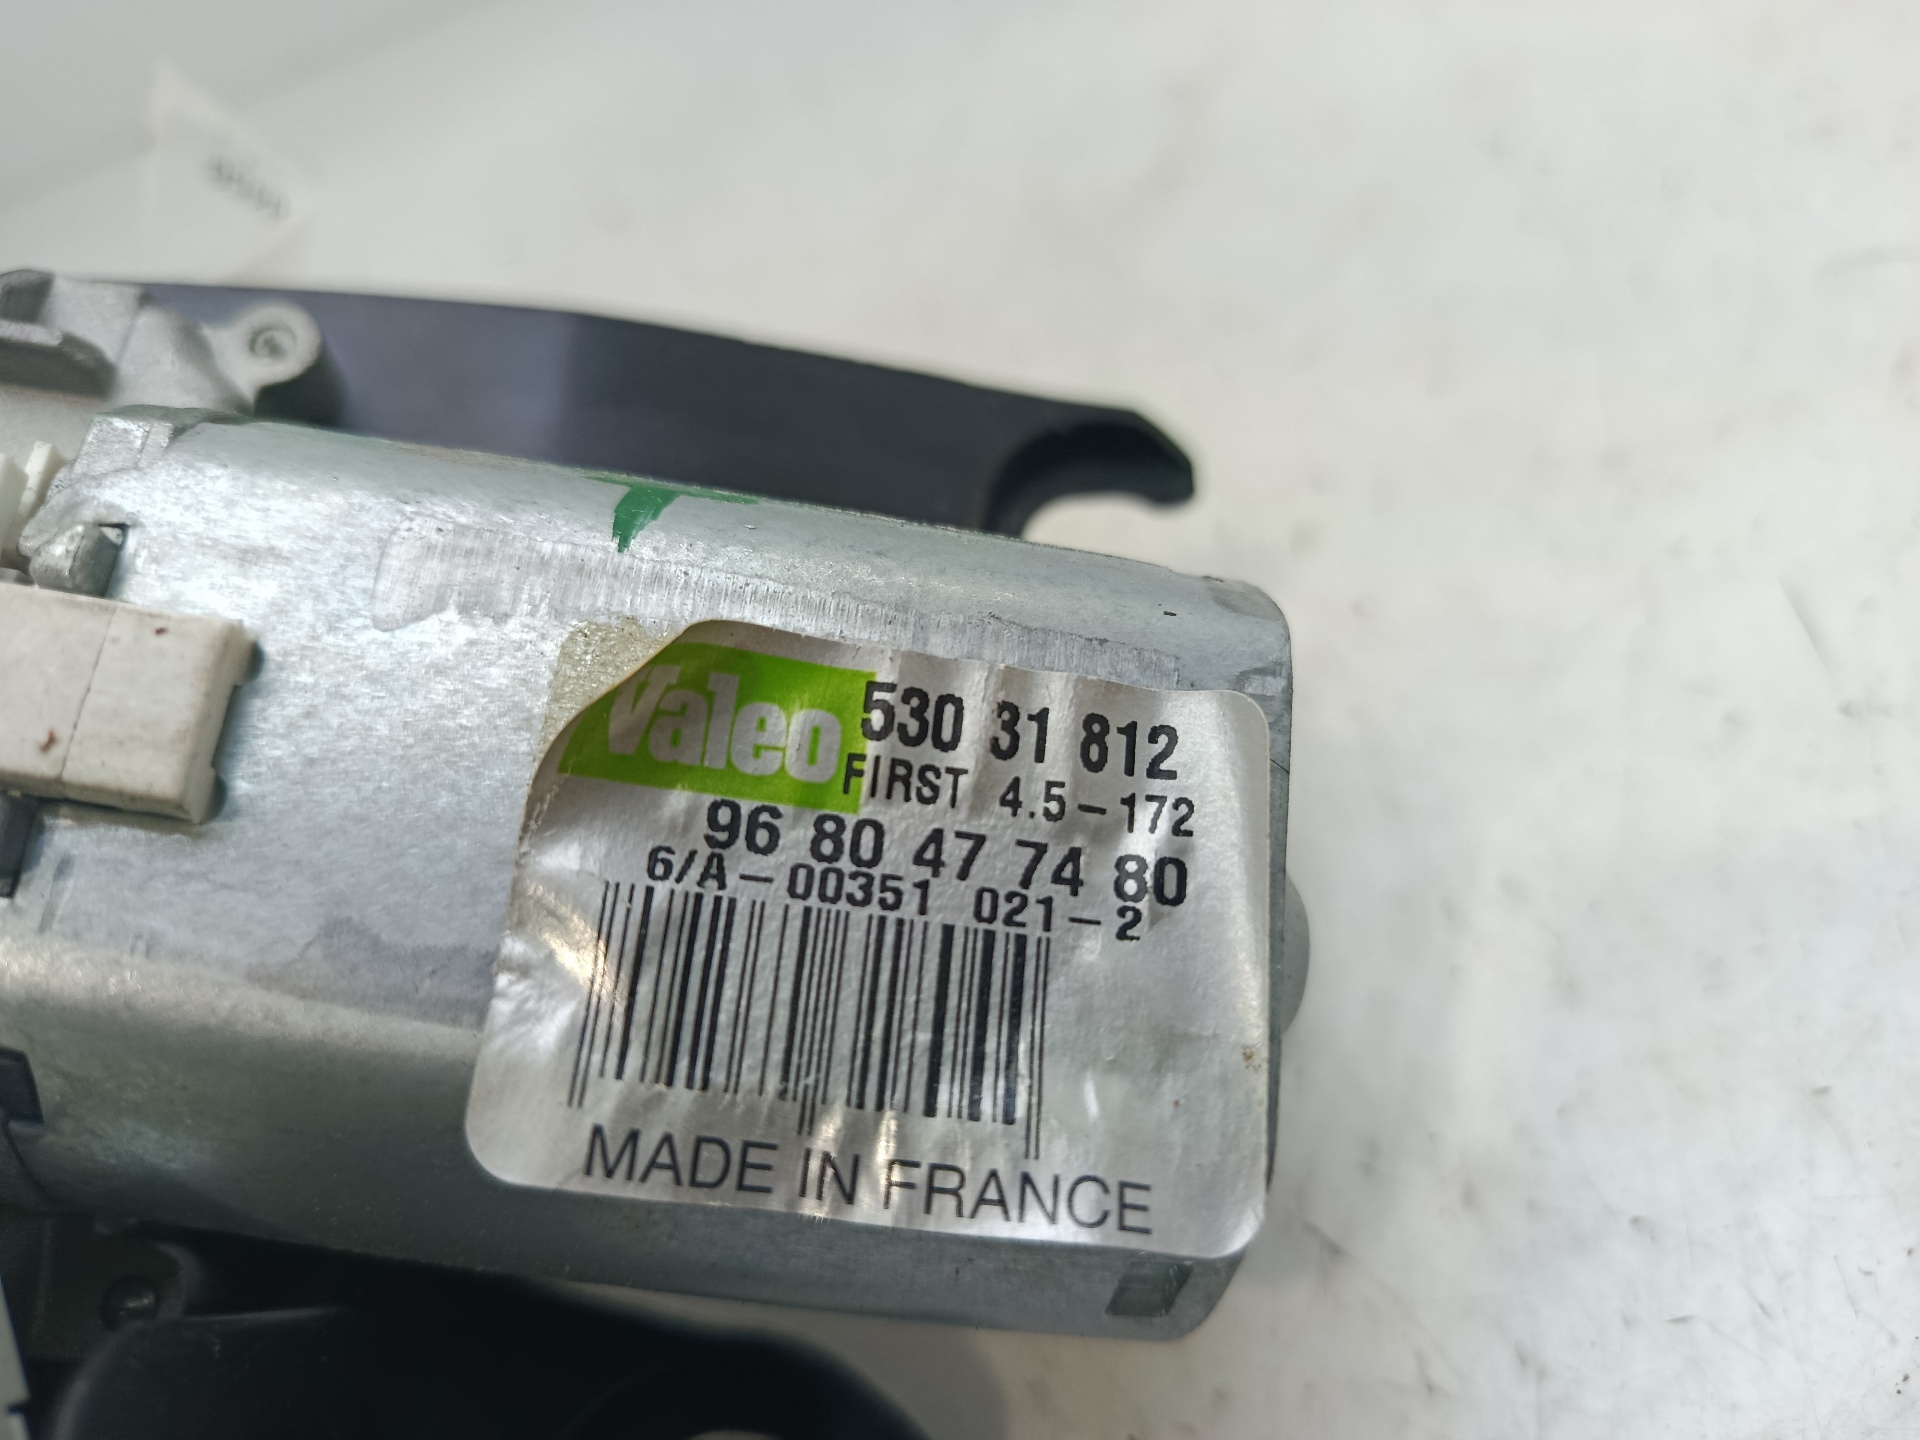 Valeo 530 31 812
FIRST 4.5-172
96 80 47 74 80
6/A-00351 021-2
MADE IN FRANCE